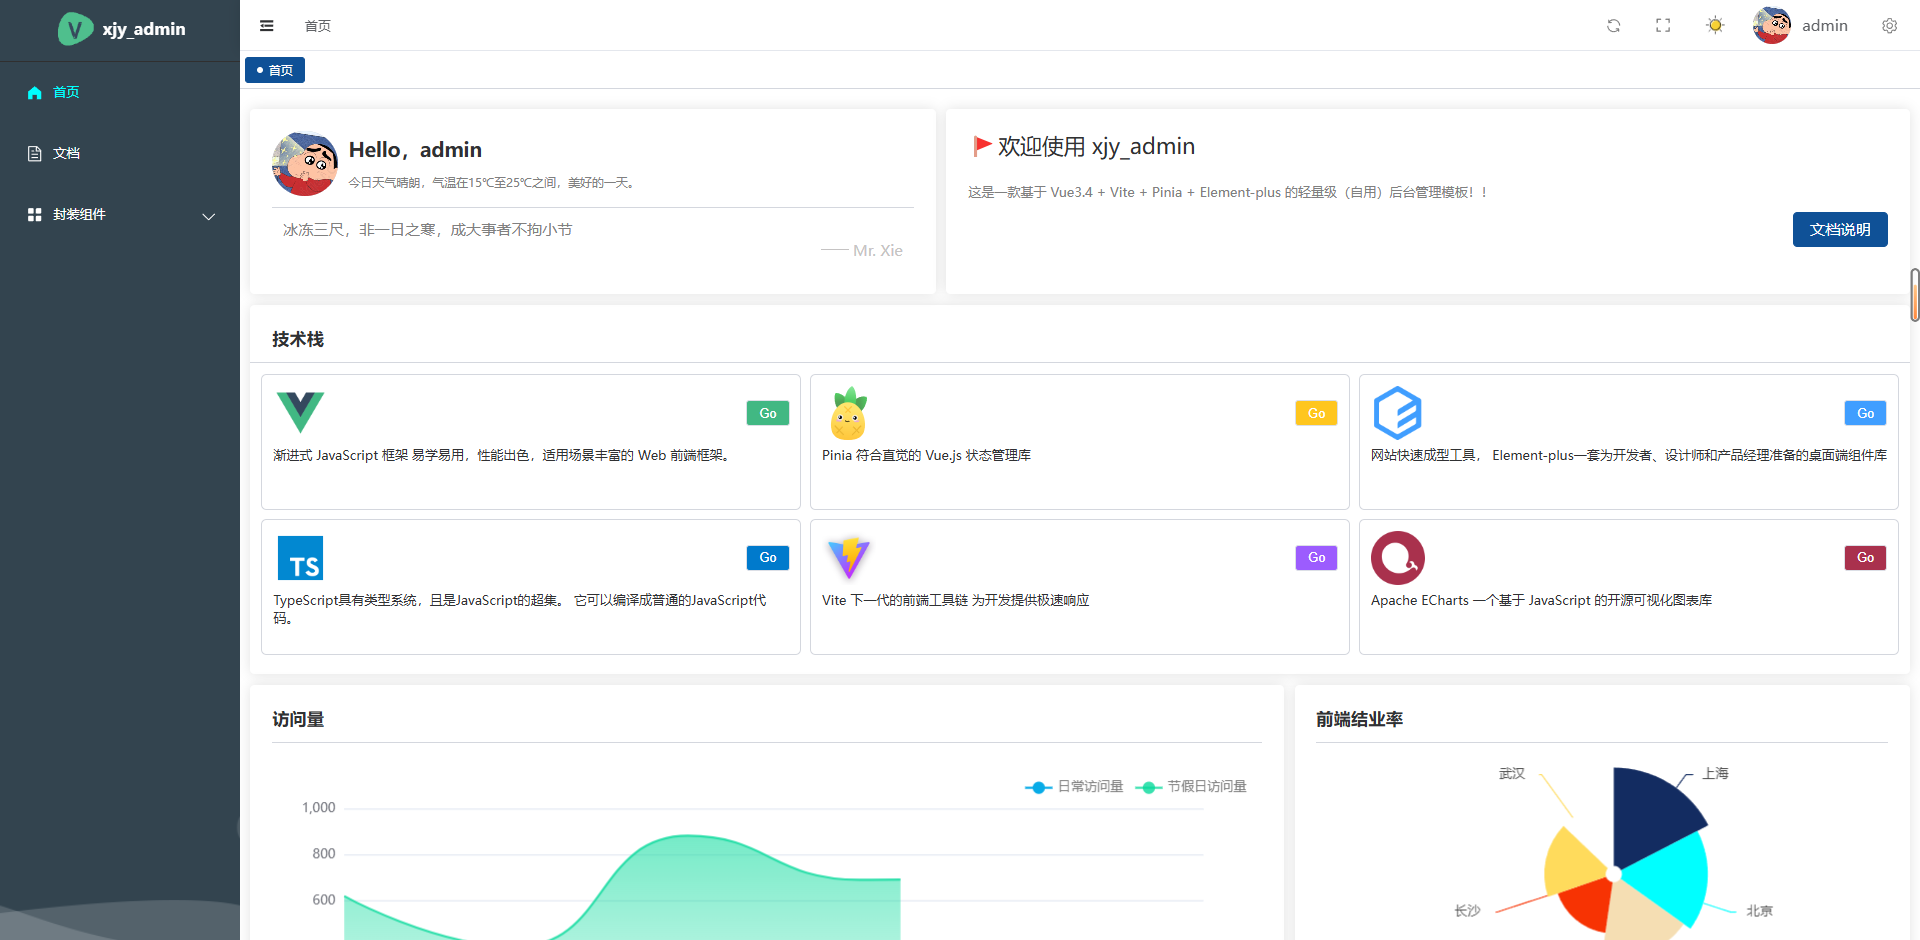 V xjy_admin
首页
文档
封装组件
首页
admin
首页
Hello，admin
今日天气晴朗，气温在15℃至25℃之间，美好的一天。
冰冻三尺，非一日之寒，成大事者不拘小节
—— Mr. Xie
欢迎使用 xjy_admin
这是一款基于 Vue3.4 + Vite + Pinia + Element-plus 的轻量级（自用）后台管理模板！！
文档说明
技术栈
Go
渐进式 JavaScript 框架 易学易用，性能出色，适用场景丰富的 Web 前端框架。
Go
Pinia 符合直觉的 Vue.js 状态管理库
Go
网站快速成型工具， Element-plus一套为开发者、设计师和产品经理准备的桌面端组件库
TS
Go
TypeScript具有类型系统，且是JavaScript的超集。 它可以编译成普通的JavaScript代
码。
Go
Vite 下一代的前端工具链 为开发提供极速响应
Go
Apache ECharts 一个基于 JavaScript 的开源可视化图表库
访问量
日常访问量
节假日访问量
1,000
800
600
前端结业率
武汉
上海
长沙
北京